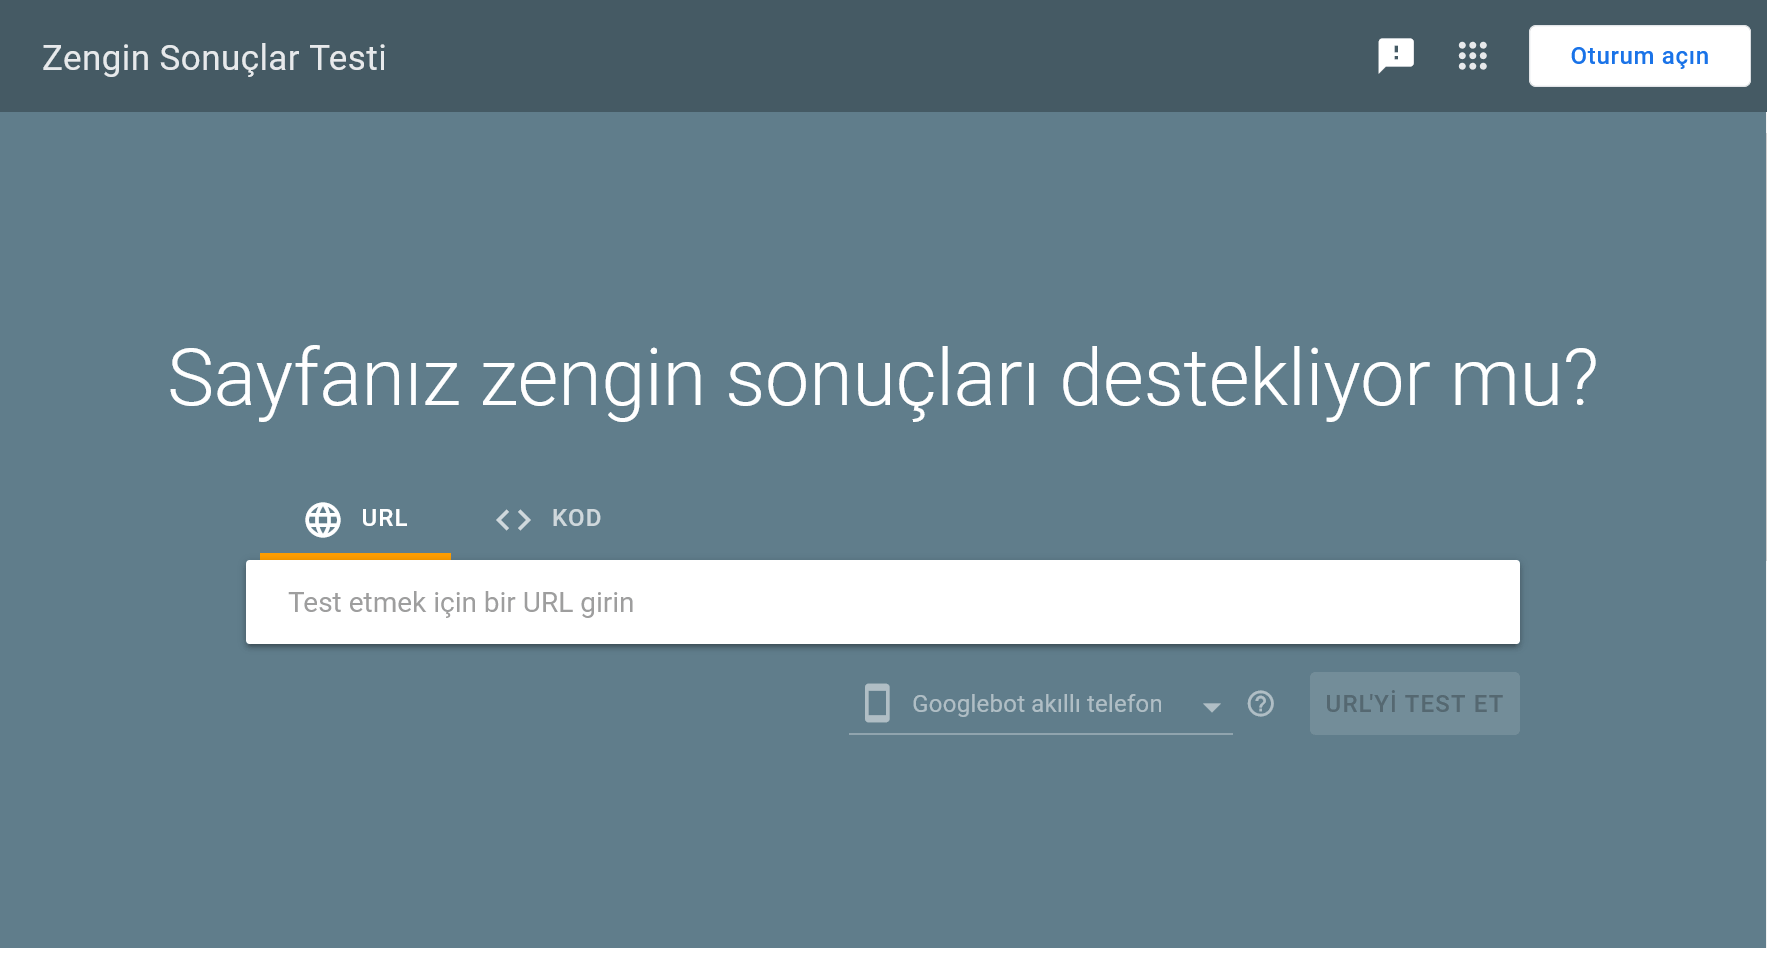 Zengin Sonuçlar Testi
Oturum açın
Sayfanız zengin sonuçları destekliyor mu?
URL
KOD
Test etmek için bir URL girin
Googlebot akıllı telefon
URL'Yİ TEST ET